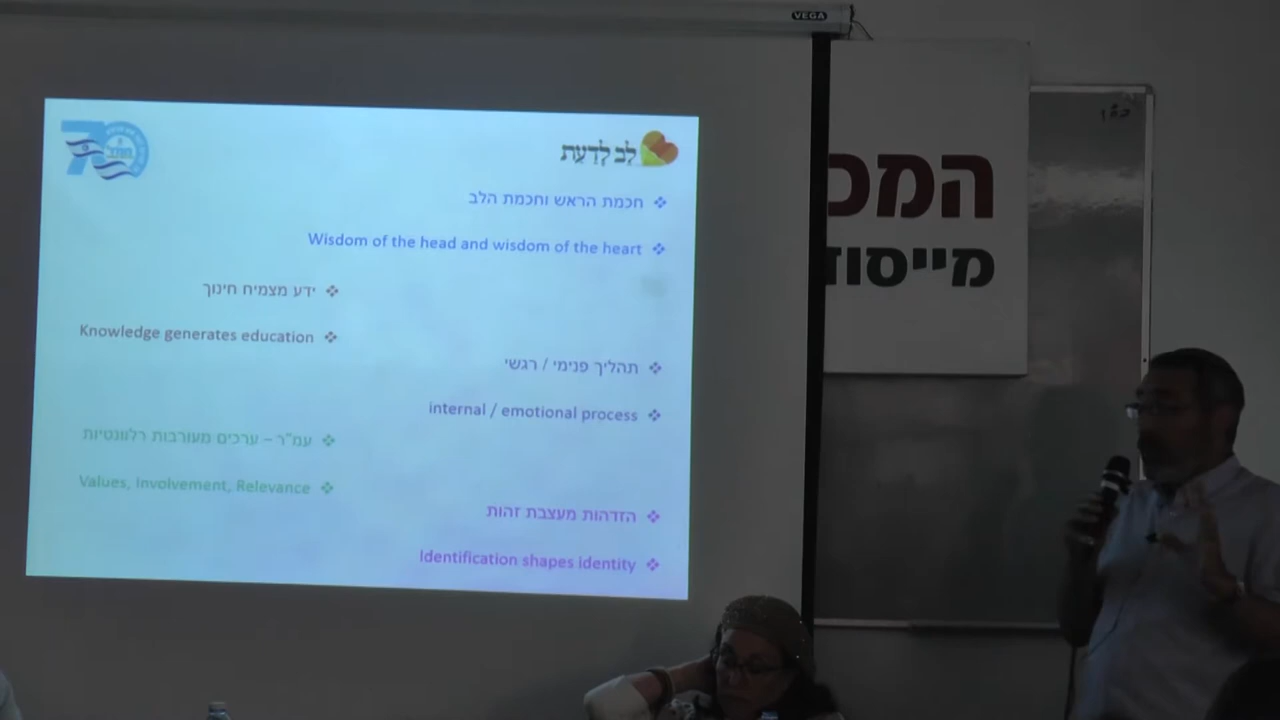 VEGA
70
לב לדעת
חכמת הראש וחכמת הלב
Wisdom of the head and wisdom of the heart
ידע מצמיח חינוך
Knowledge generates education
תהליך פנימי / רגשי
internal / emotional process
עמ"ר – ערכים מעורבות רלוונטיות
Values, Involvement, Relevance
הזדהות מעצבת זהות
Identification shapes identity
המכ
מייסוד